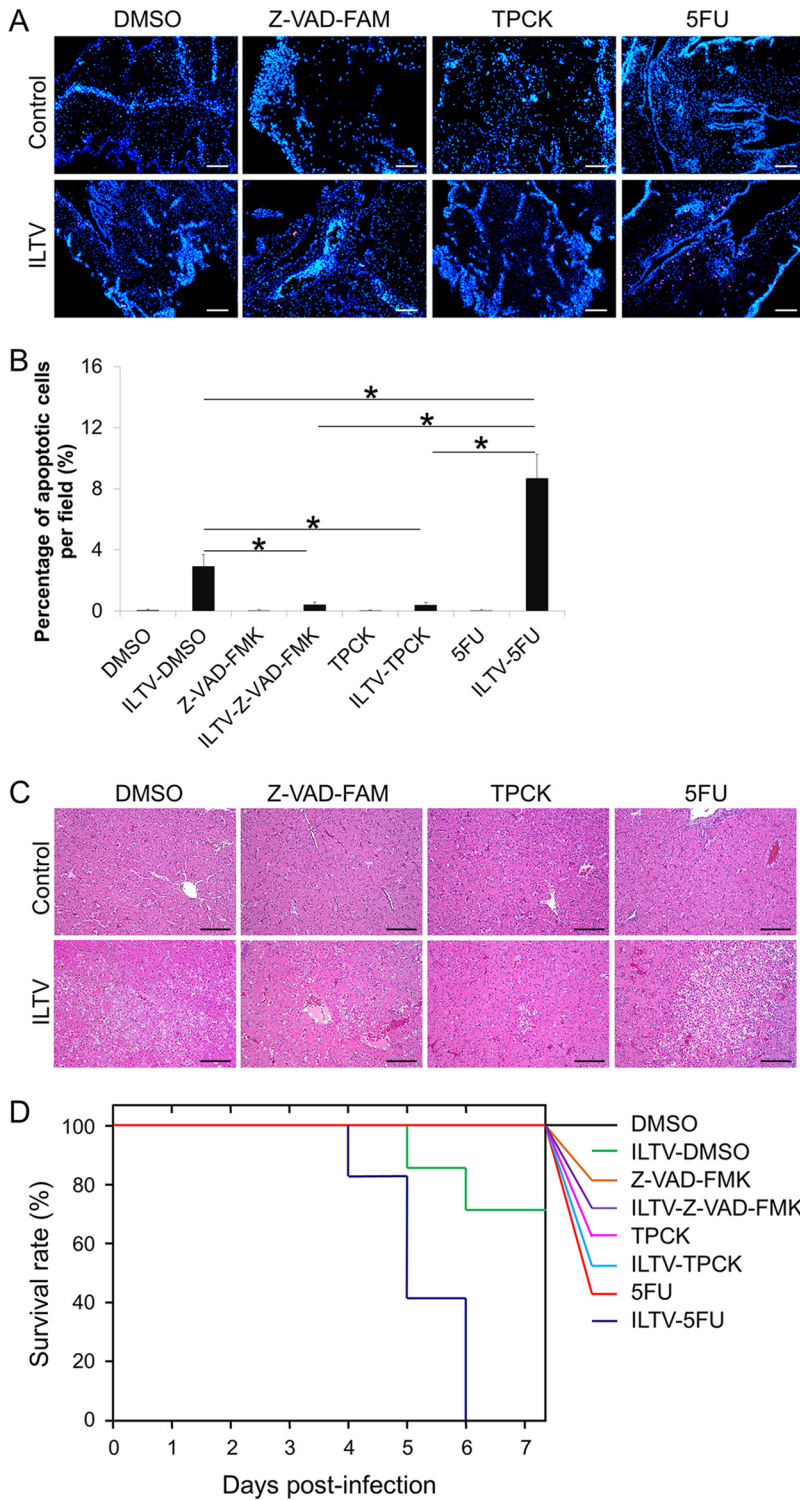 A
DMSO Z-VAD-FAM TPCK 5FU
Control
ILTV
B
Percentage of apoptotic cells
per field (%)
16
12
8
4
0
* * * * *
DMSO
ILTV-DMSO
Z-VAD-FMK
ILTV-Z-VAD-FMK
TPCK
ILTV-TPCK
5FU
ILTV-5FU
C
DMSO Z-VAD-FAM TPCK 5FU
Control
ILTV
D
Survival rate (%)
100
80
60
40
20
0
0 1 2 3 4 5 6 7
Days post-infection
DMSO
ILTV-DMSO
Z-VAD-FMK
ILTV-Z-VAD-FMK
TPCK
ILTV-TPCK
5FU
ILTV-5FU